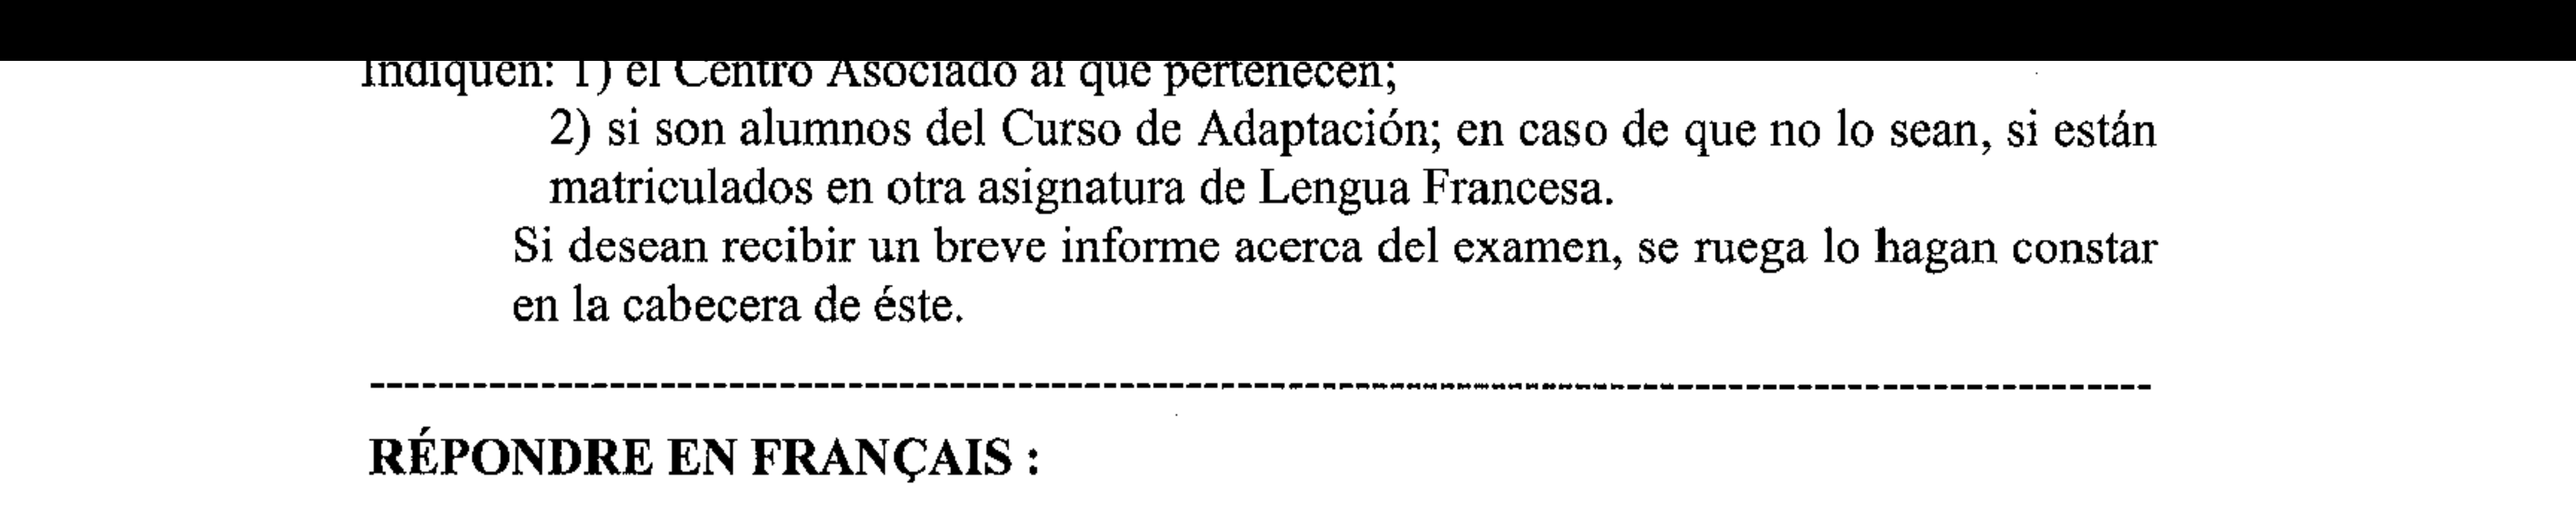 Indiquen: 1) el Centro Asociado al que pertenecen;
2) si son alumnos del Curso de Adaptación; en caso de que no lo sean, si están
matriculados en otra asignatura de Lengua Francesa.
Si desean recibir un breve informe acerca del examen, se ruega lo hagan constar
en la cabecera de éste.
RÉPONDRE EN FRANÇAIS :